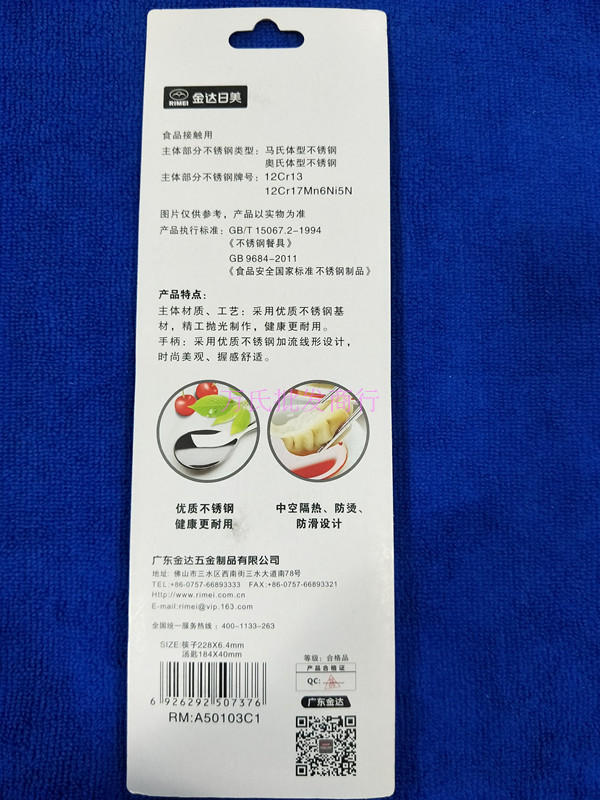 RIMEI 金达日美
食品接触用
主体部分不锈钢类型：马氏体型不锈钢
奥氏体型不锈钢
主体部分不锈钢牌号：12Cr13
12Cr17Mn6Ni5N
图片仅供参考，产品以实物为准
产品执行标准：GB/T 15067.2-1994
《不锈钢餐具》
GB 9684-2011
《食品安全国家标准不锈钢制品》
产品特点：
主体材质、工艺：采用优质不锈钢基
材，精工抛光制作，健康更耐用。
手柄：采用优质不锈钢加流线形设计，
时尚美观、握感舒适。
氏批发商行
优质不锈钢
健康更耐用
中空隔热、防烫、
防滑设计
广东金达五金制品有限公司
地址：佛山市三水区西南街三水大道南78号
TEL:+86-0757-66893333 FAX:+86-0757-66893321
Http://www.rimei.com.cn
E-mail:rimei@vip.163.com
全国统一服务热线：400-1133-263
SIZE:筷子228X6.4mm
汤匙184X40mm
6 926292 507376
RM:A50103C1
等级：合格品
产品合格证
QC:
广东金达